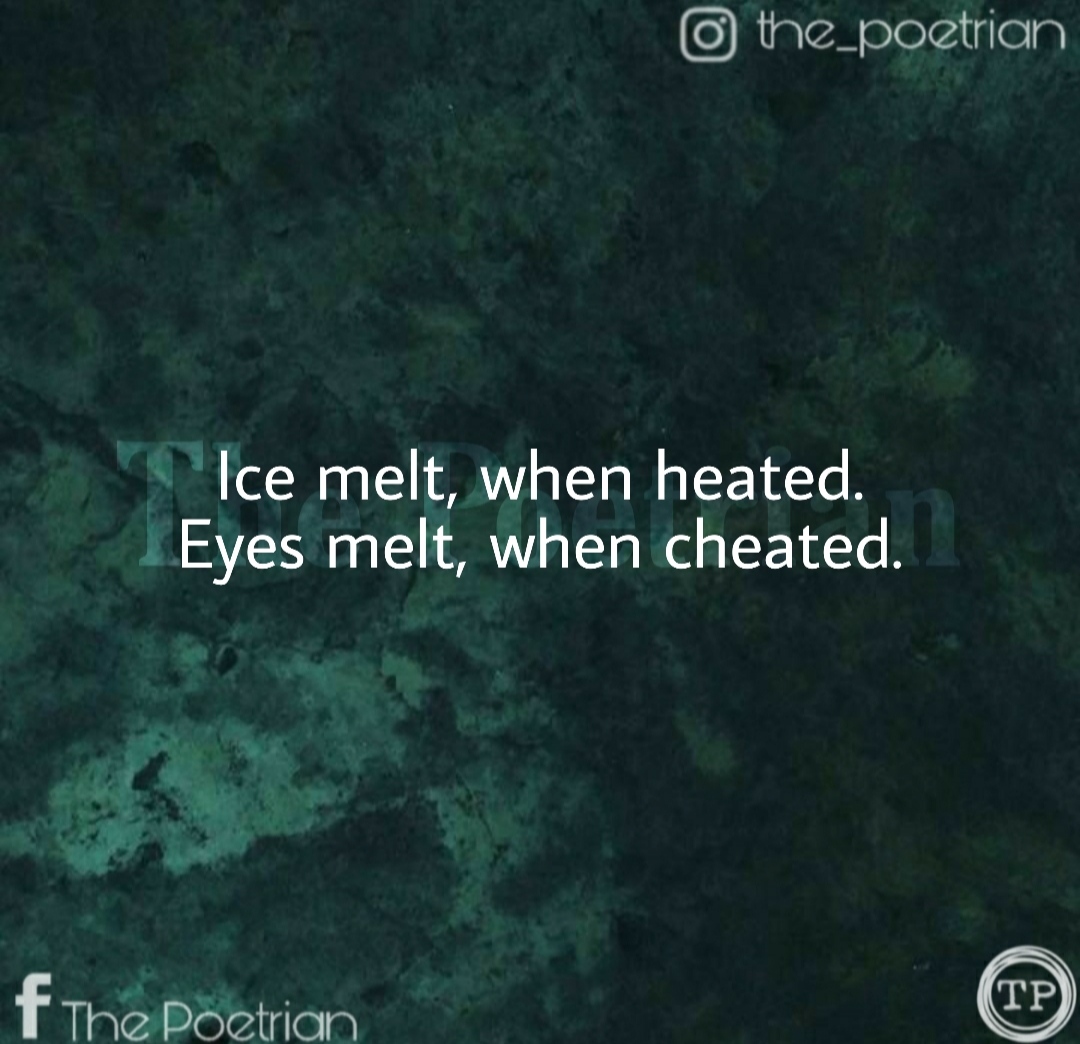 the_poetrian
The Poetrian
Ice melt, when heated.
Eyes melt, when cheated.
The Poetrian
TP